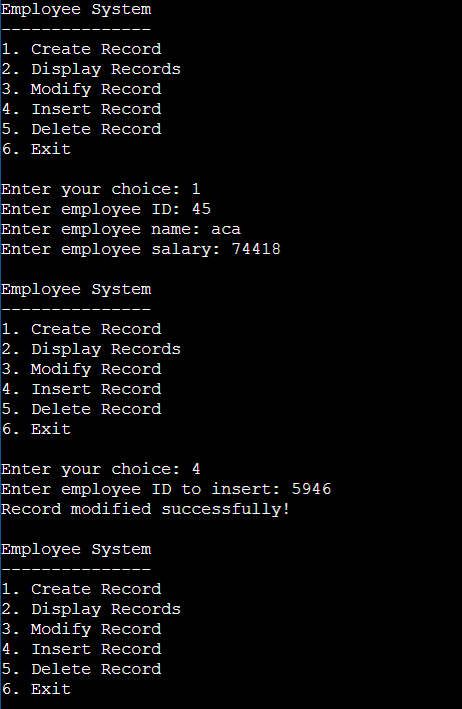 Employee System
---------------
1. Create Record
2. Display Records
3. Modify Record
4. Insert Record
5. Delete Record
6. Exit
Enter your choice: 1
Enter employee ID: 45
Enter employee name: aca
Enter employee salary: 74418
Employee System
---------------
1. Create Record
2. Display Records
3. Modify Record
4. Insert Record
5. Delete Record
6. Exit
Enter your choice: 4
Enter employee ID to insert: 5946
Record modified successfully!
Employee System
---------------
1. Create Record
2. Display Records
3. Modify Record
4. Insert Record
5. Delete Record
6. Exit